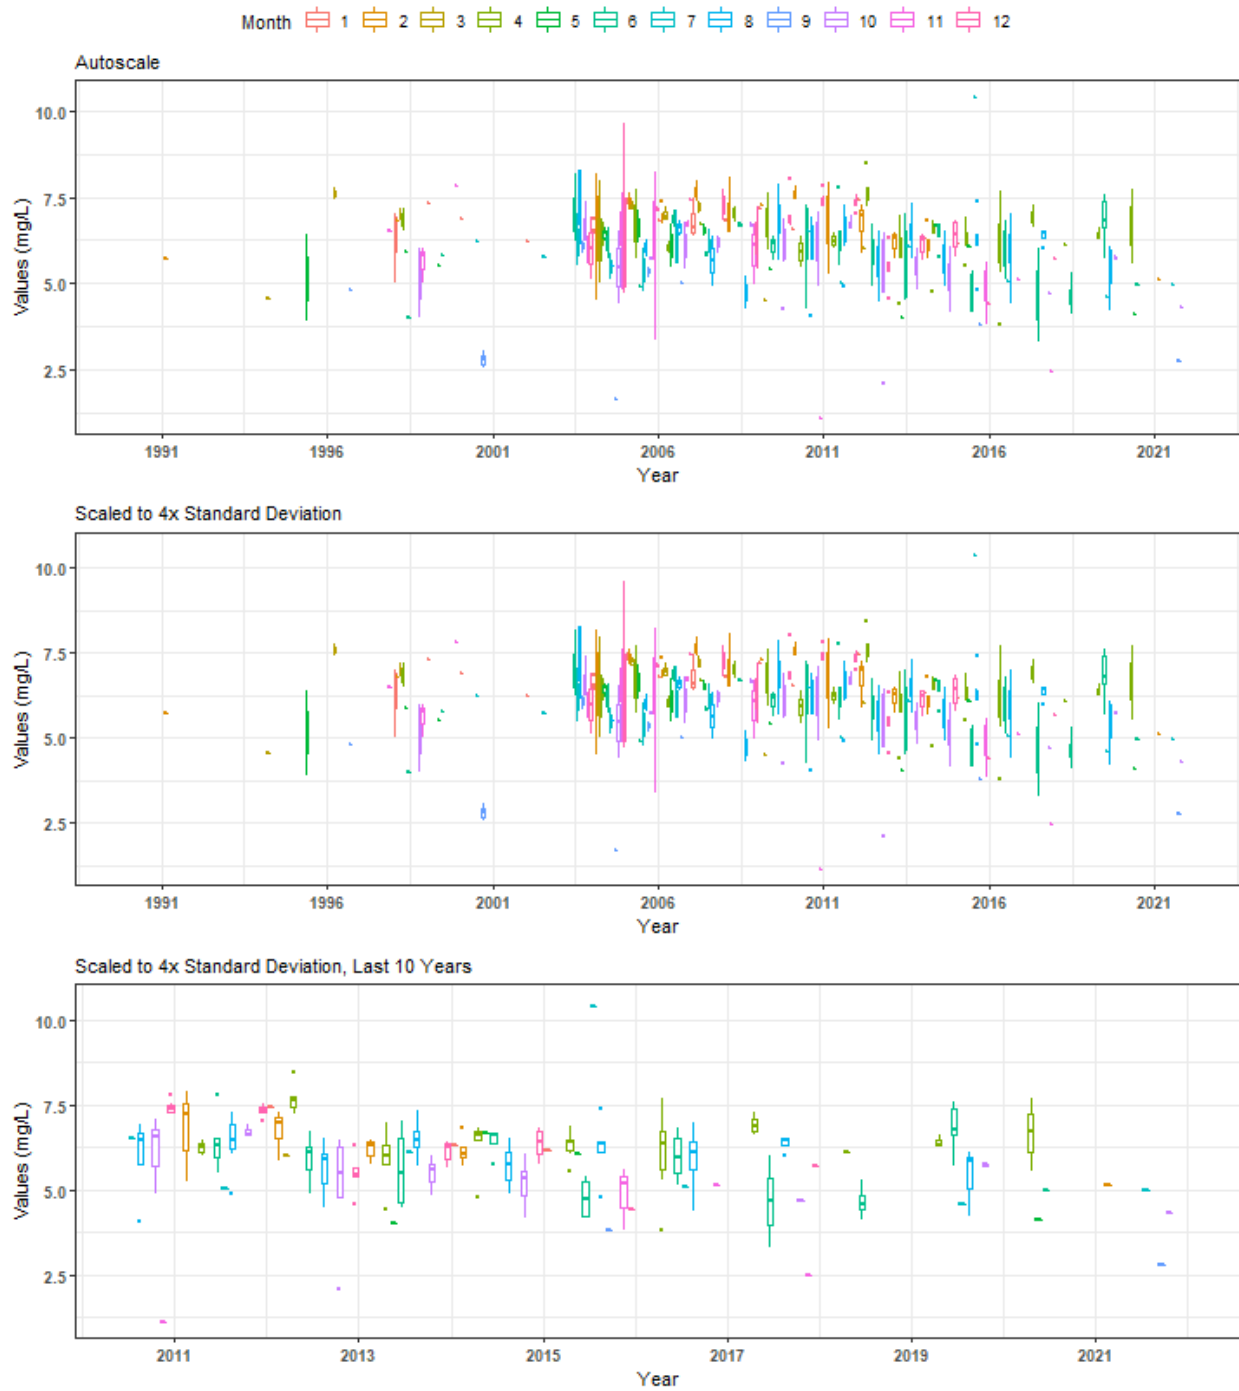 Month 1 2 3 4 5 6 7 8 9 10 11 12
Autoscale
10.0
7.5
5.0
2.5
Values (mg/L)
1991 1996 2001 2006 2011 2016 2021
Year
Scaled to 4x Standard Deviation
10.0
7.5
5.0
2.5
Values (mg/L)
1991 1996 2001 2006 2011 2016 2021
Year
Scaled to 4x Standard Deviation, Last 10 Years
10.0
7.5
5.0
2.5
Values (mg/L)
2011 2013 2015 2017 2019 2021
Year